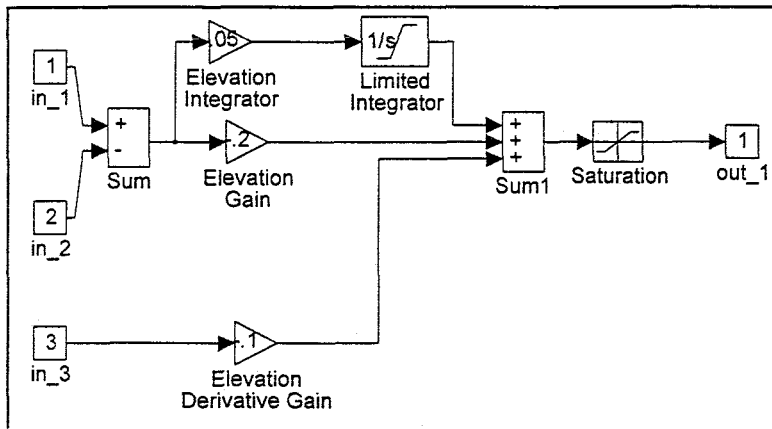 1
in_1
2
in_2
3
in_3
+
-
Sum
.05
Elevation
Integrator
1/s
Limited
Integrator
-.2
Elevation
Gain
-.1
Elevation
Derivative Gain
+
+
+
Sum1
Saturation
1
out_1